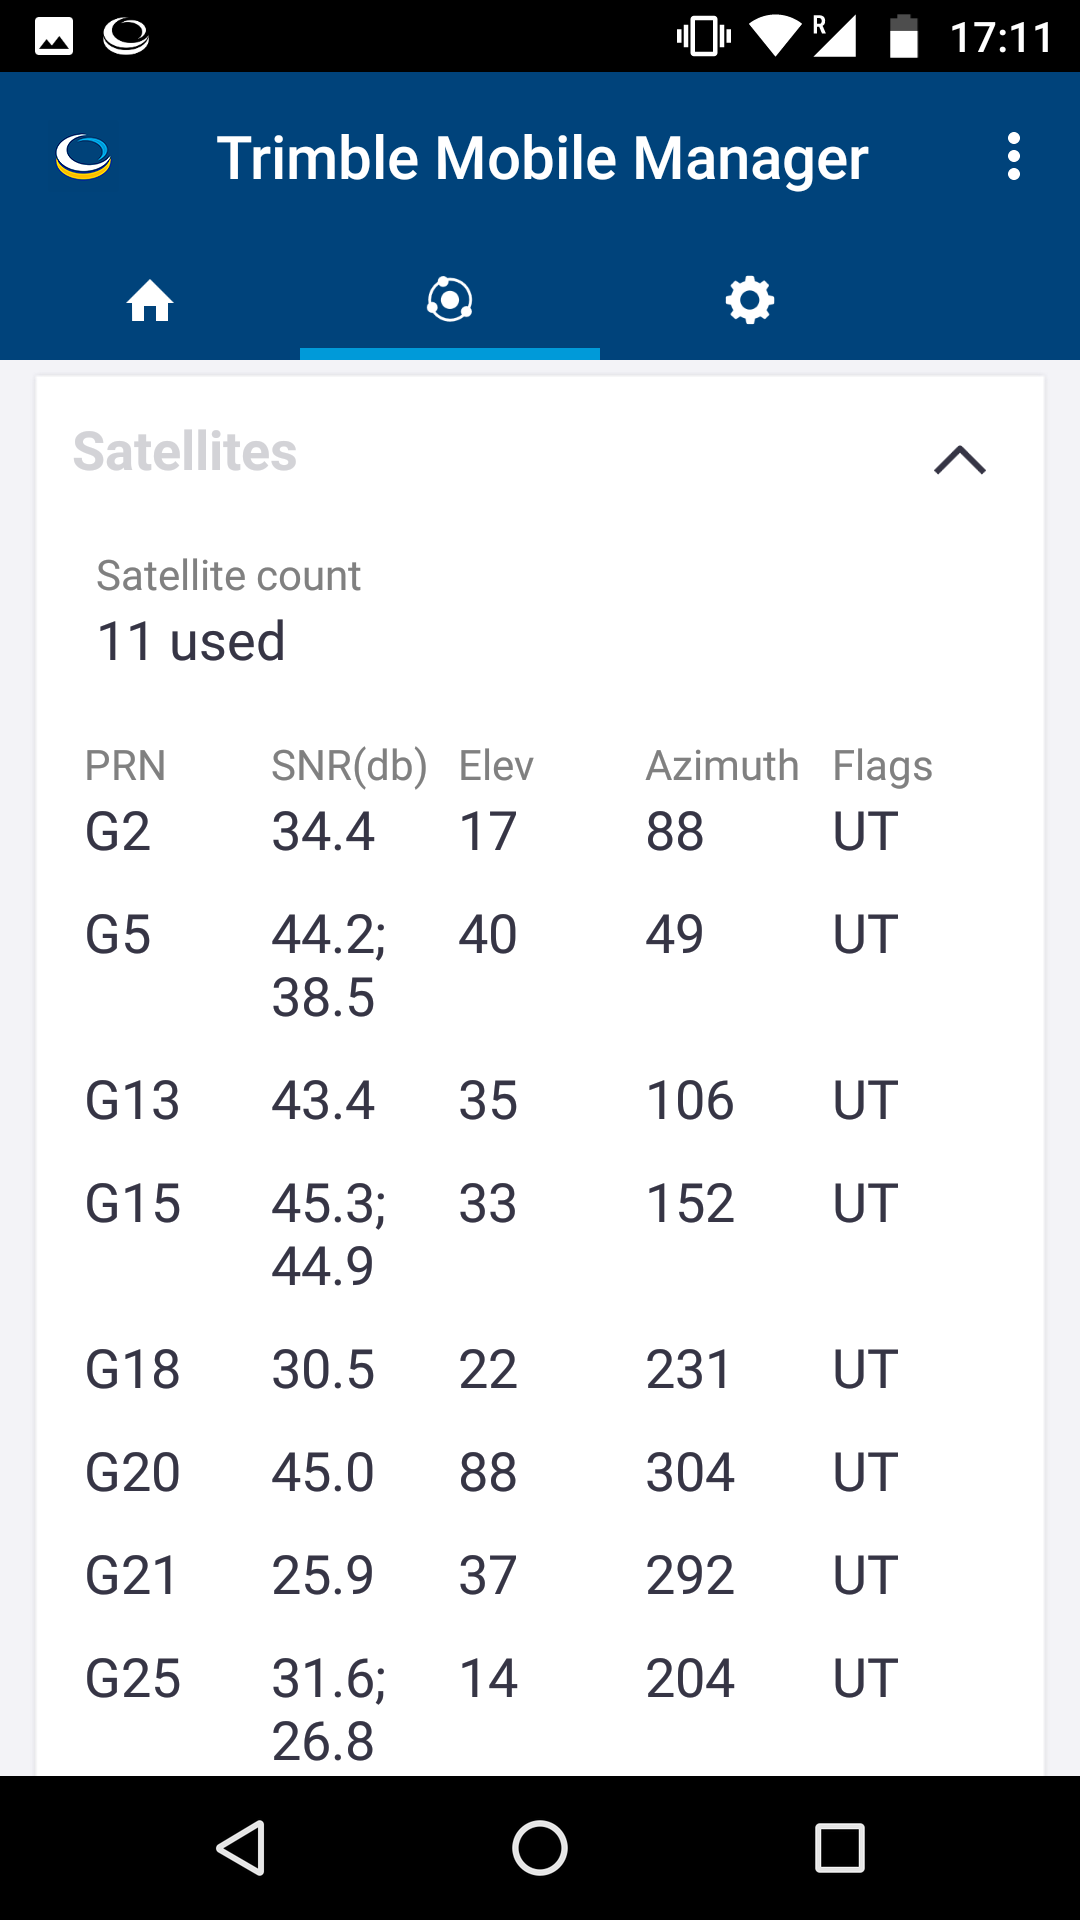 R 17:11
Trimble Mobile Manager
Satellites
Satellite count
11 used
PRN SNR(db) Elev Azimuth Flags
G2 34.4 17 88 UT
G5 44.2; 40 49 UT
38.5
G13 43.4 35 106 UT
G15 45.3; 33 152 UT
44.9
G18 30.5 22 231 UT
G20 45.0 88 304 UT
G21 25.9 37 292 UT
G25 31.6; 14 204 UT
26.8